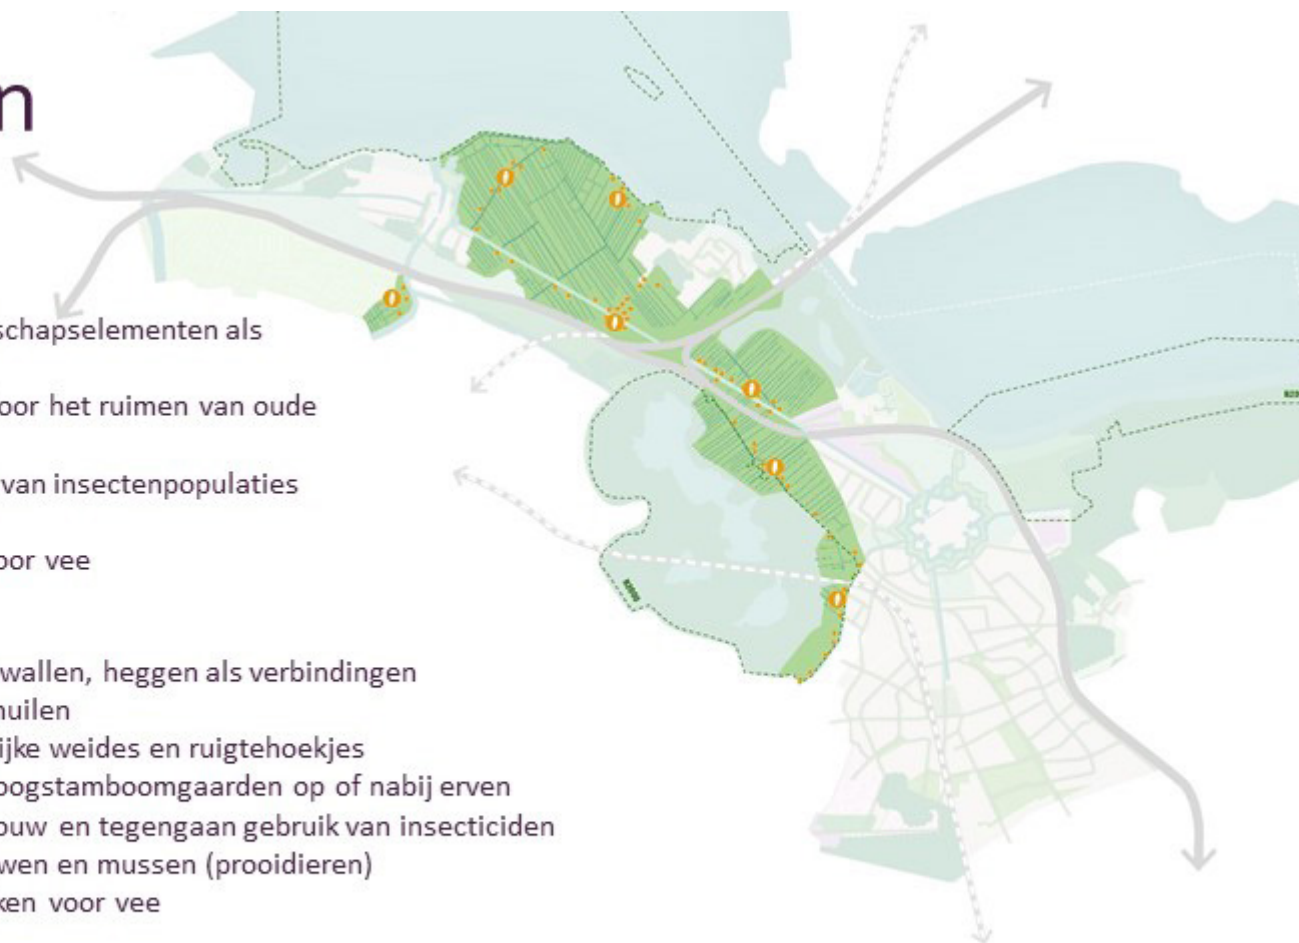 n
schapselementen als
oor het ruimen van oude
van insectenpopulaties
oor vee
wallen, heggen als verbindingen
huilen
ijke weides en ruigtehoekjes
oogstamboomgaarden op of nabij erven
ouw en tegengaan gebruik van insecticiden
wen en mussen (prooidieren)
ken voor vee